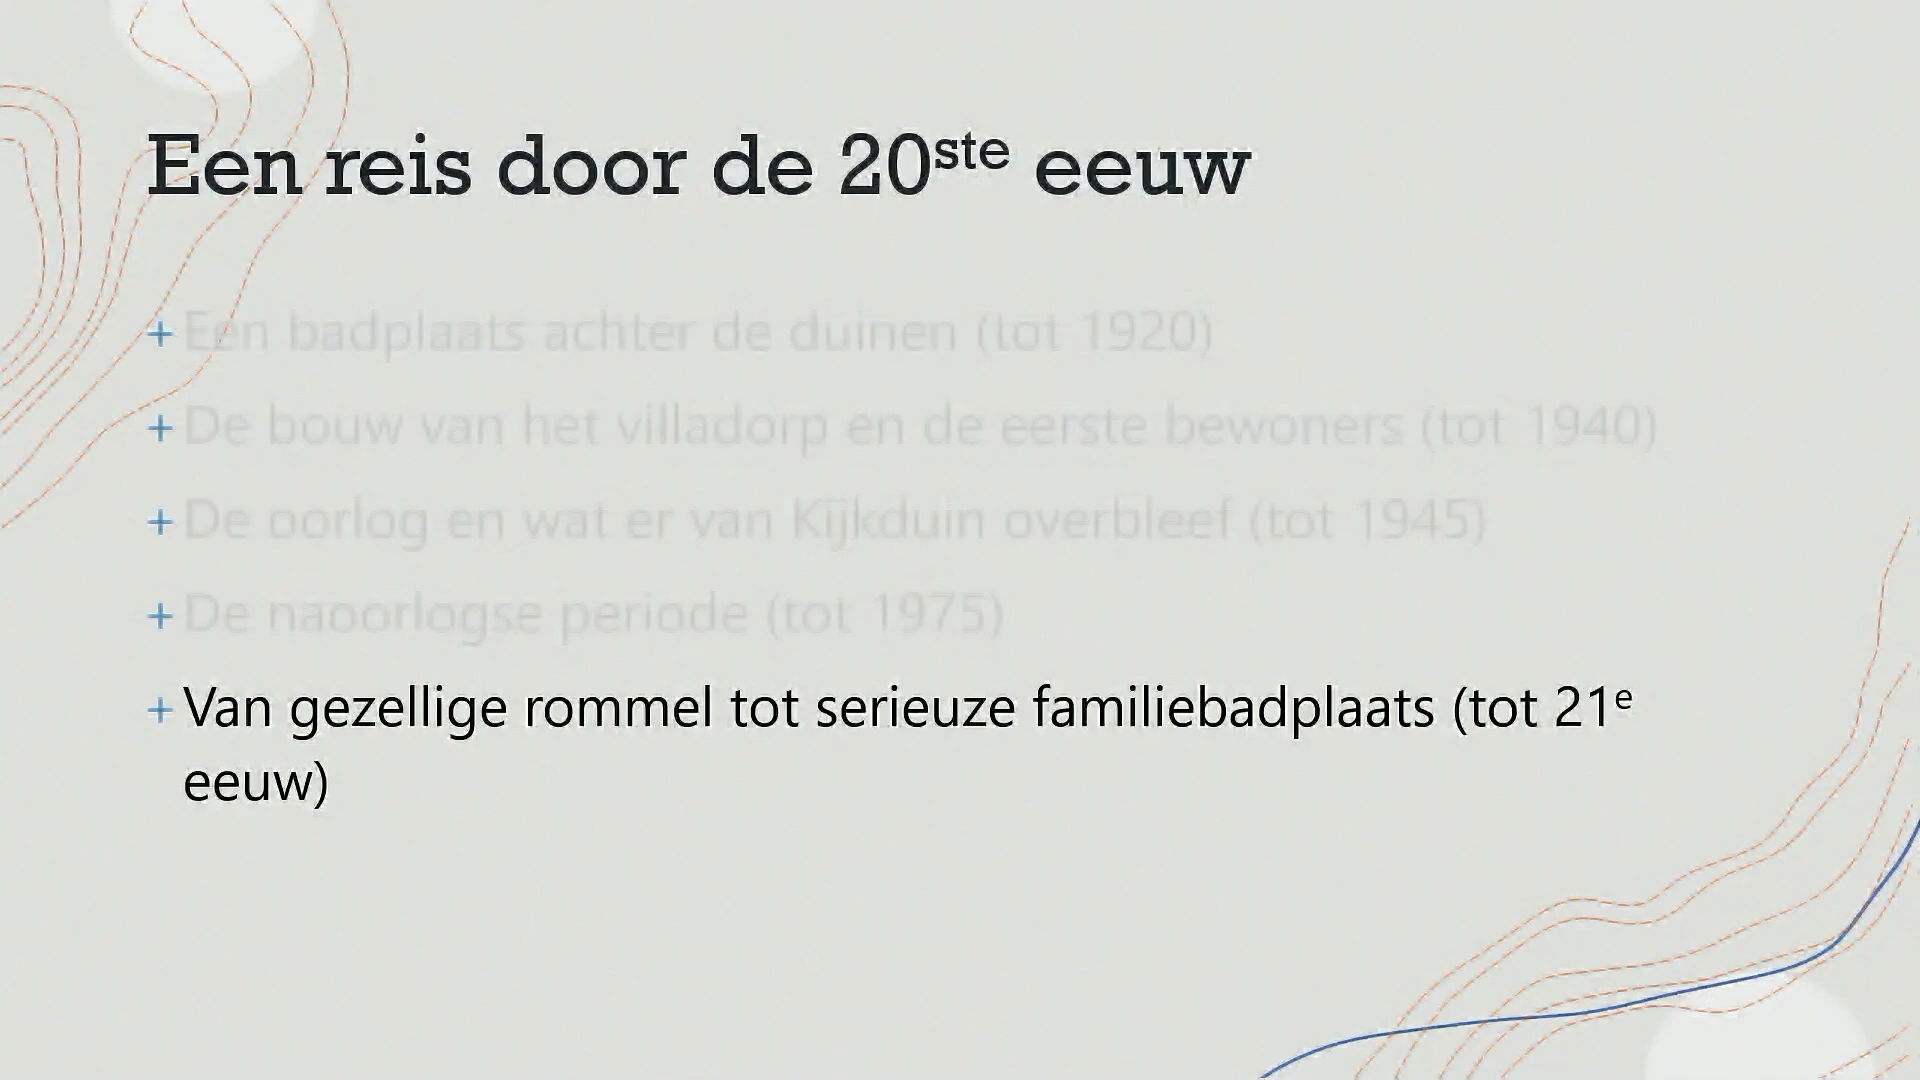 Een reis door de 20ste eeuw
+ Een badplaats achter de duinen (tot 1920)
+ De bouw van het villadorp en de eerste bewoners (tot 1940)
+ De oorlog en wat er van Kijkduin overbleef (tot 1945)
+ De naoorlogse periode (tot 1975)
+ Van gezellige rommel tot serieuze familiebadplaats (tot 21e
eeuw)